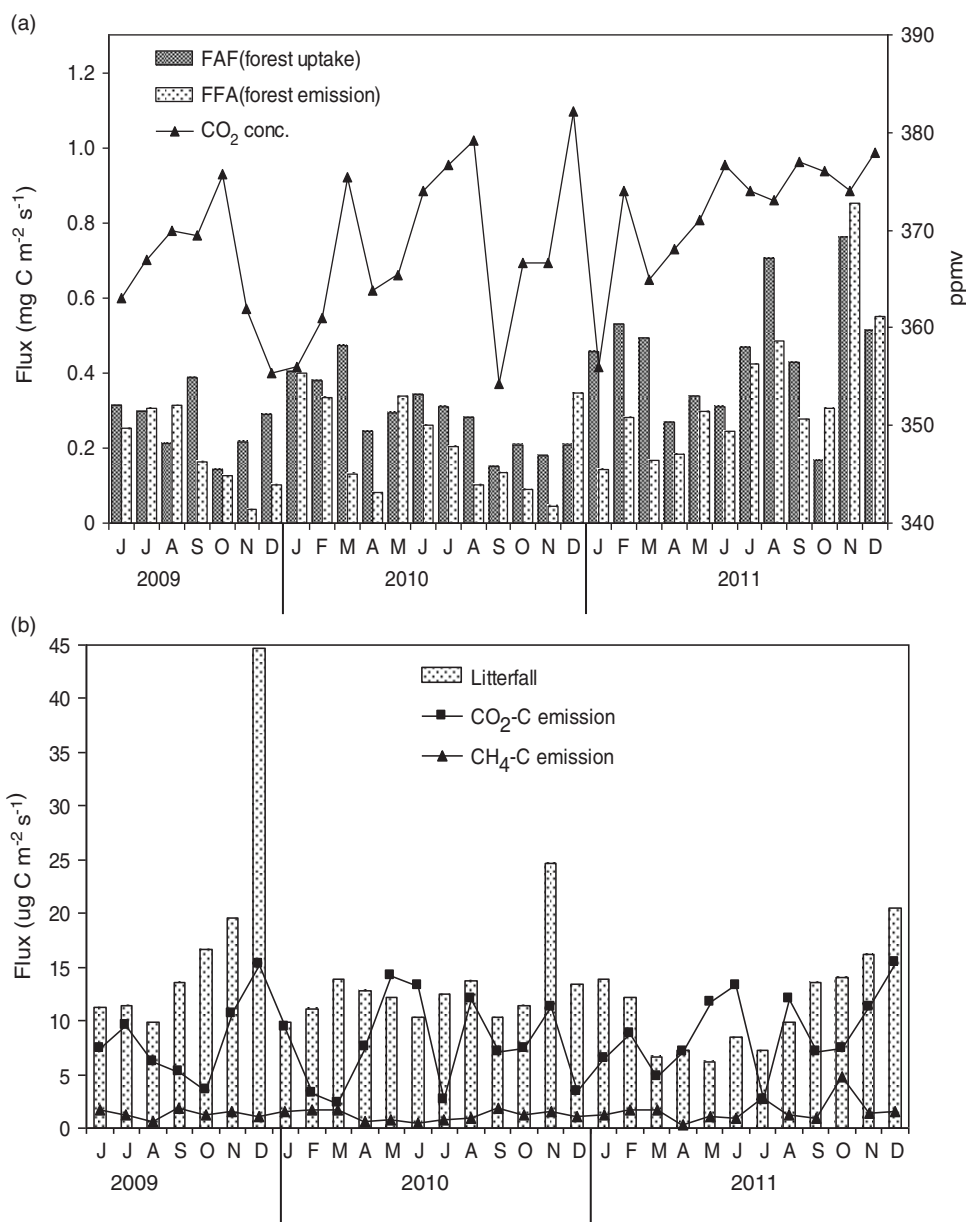 (a)
FAF(forest uptake)
FFA(forest emission)
CO2 conc.
Flux (mg C m-2 s-1)
ppmv
1.2
1.0
0.8
0.6
0.4
0.2
0
390
380
370
360
350
340
J J A S O N D J F M A M J J A S O N D J F M A M J J A S O N D
2009 2010 2011
(b)
Litterfall
CO2-C emission
CH4-C emission
Flux (ug C m-2 s-1)
45
40
35
30
25
20
15
10
5
0
J J A S O N D J F M A M J J A S O N D J F M A M J J A S O N D
2009 2010 2011